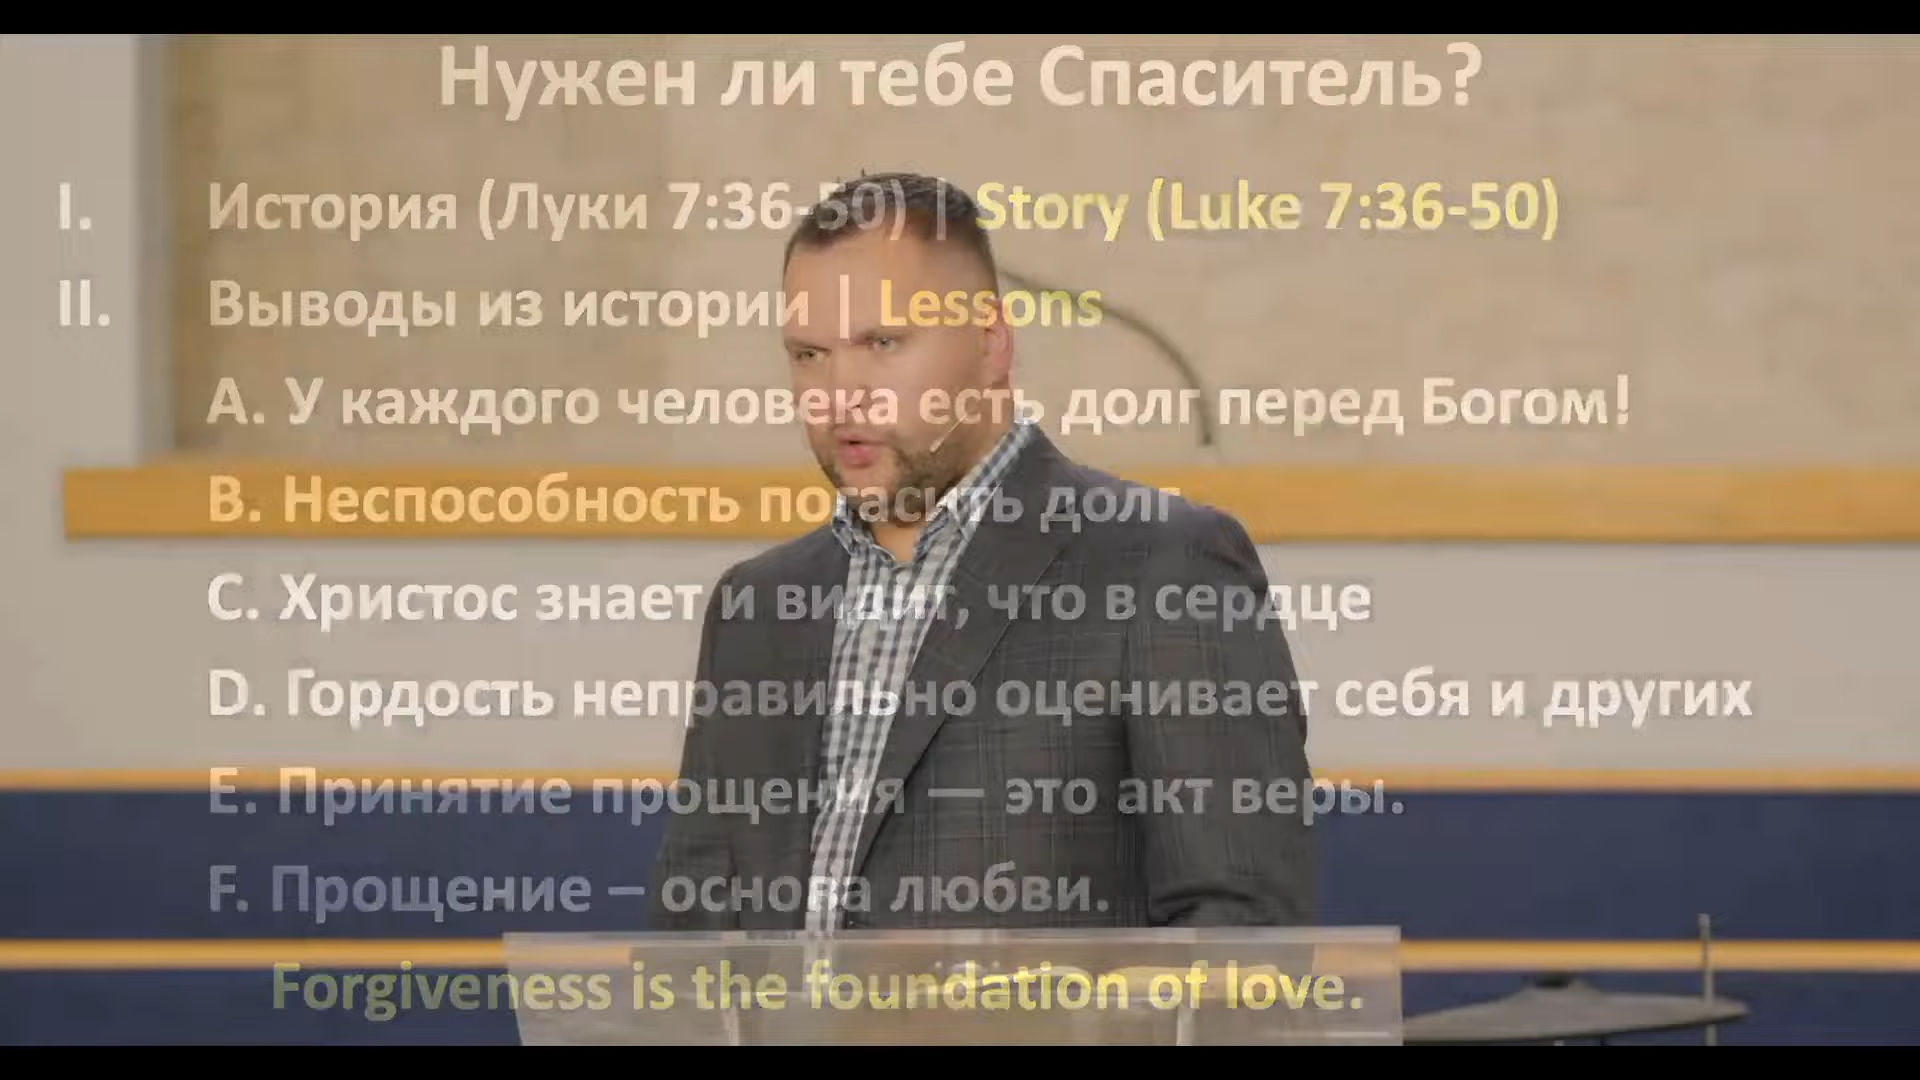 Нужен ли тебе Спаситель?
I. История (Луки 7:36-50) | Story (Luke 7:36-50)
II. Выводы из истории | Lessons
A. У каждого человека есть долг перед Богом!
B. Неспособность погасить долг
C. Христос знает и видит, что в сердце
D. Гордость неправильно оценивает себя и других
E. Принятие прощения — это акт веры.
F. Прощение – основа любви.
Forgiveness is the foundation of love.